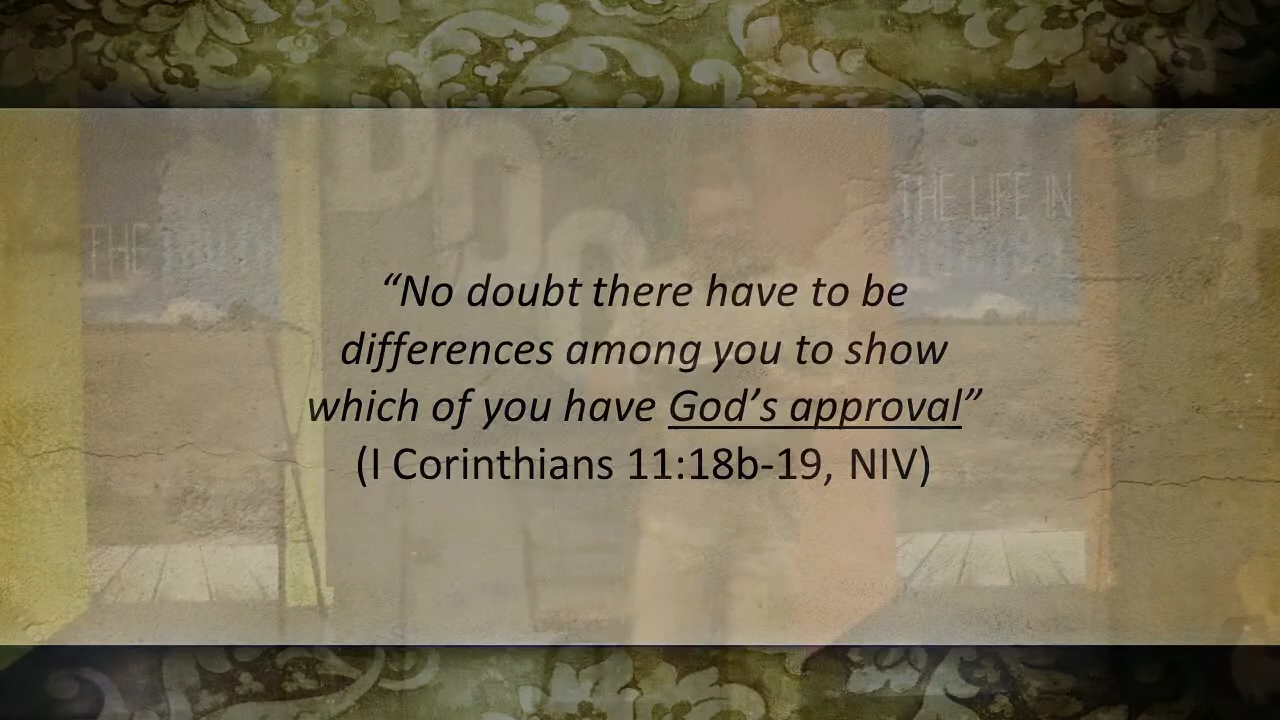 THE
THE LIFE IN
“No doubt there have to be
differences among you to show
which of you have God’s approval”
(I Corinthians 11:18b-19, NIV)